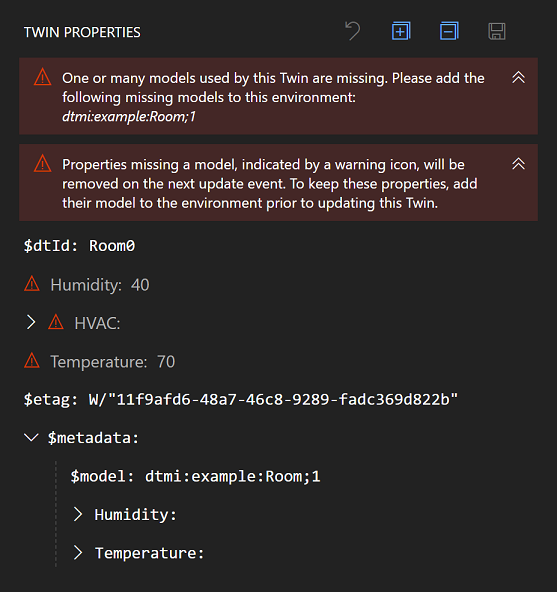 TWIN PROPERTIES
One or many models used by this Twin are missing. Please add the
following missing models to this environment:
dtmi:example:Room;1
Properties missing a model, indicated by a warning icon, will be
removed on the next update event. To keep these properties, add
their model to the environment prior to updating this Twin.
$dtId: Room0
Humidity: 40
HVAC:
Temperature: 70
$etag: W/"11f9afd6-48a7-46c8-9289-fadc369d822b"
$metadata:
$model: dtmi:example:Room;1
Humidity:
Temperature: